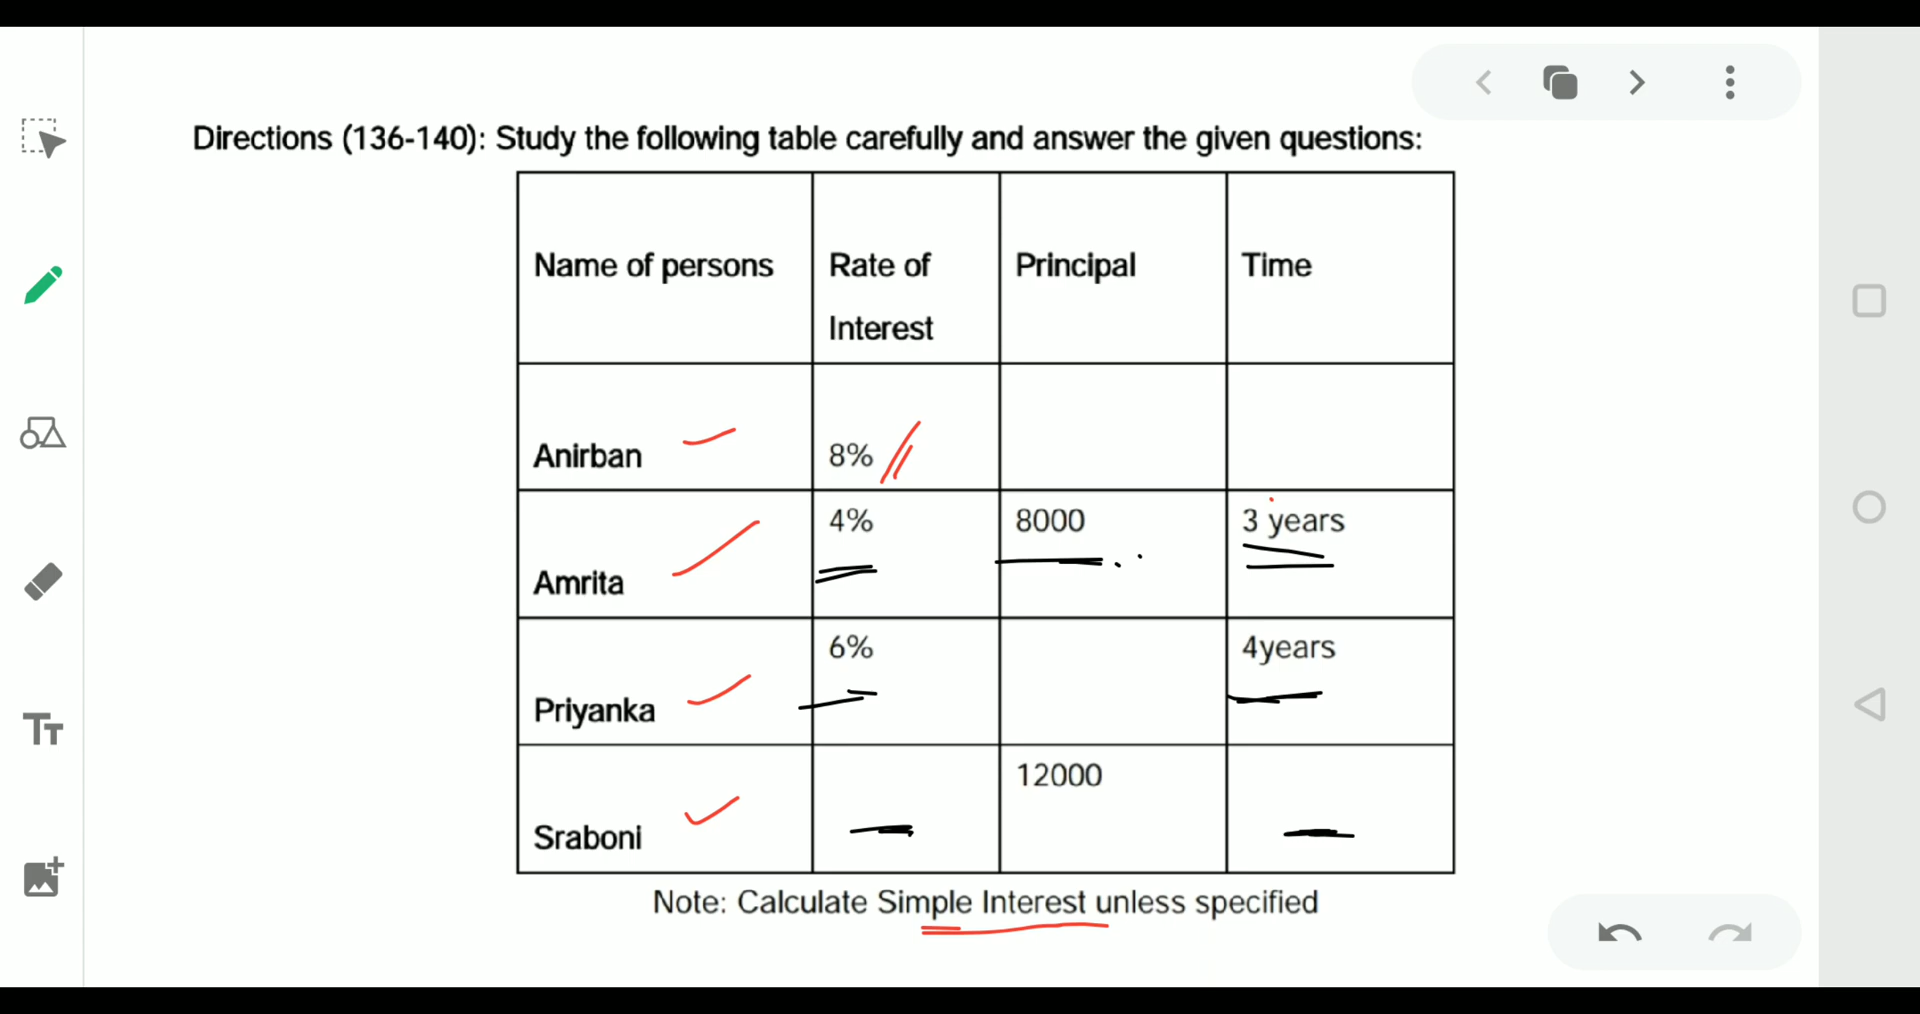 Directions (136-140): Study the following table carefully and answer the given questions:
Name of persons Rate of Interest Principal Time
Anirban 8%
Amrita 4% 8000 3 years
Priyanka 6% 4years
Sraboni 12000
Note: Calculate Simple Interest unless specified
TT